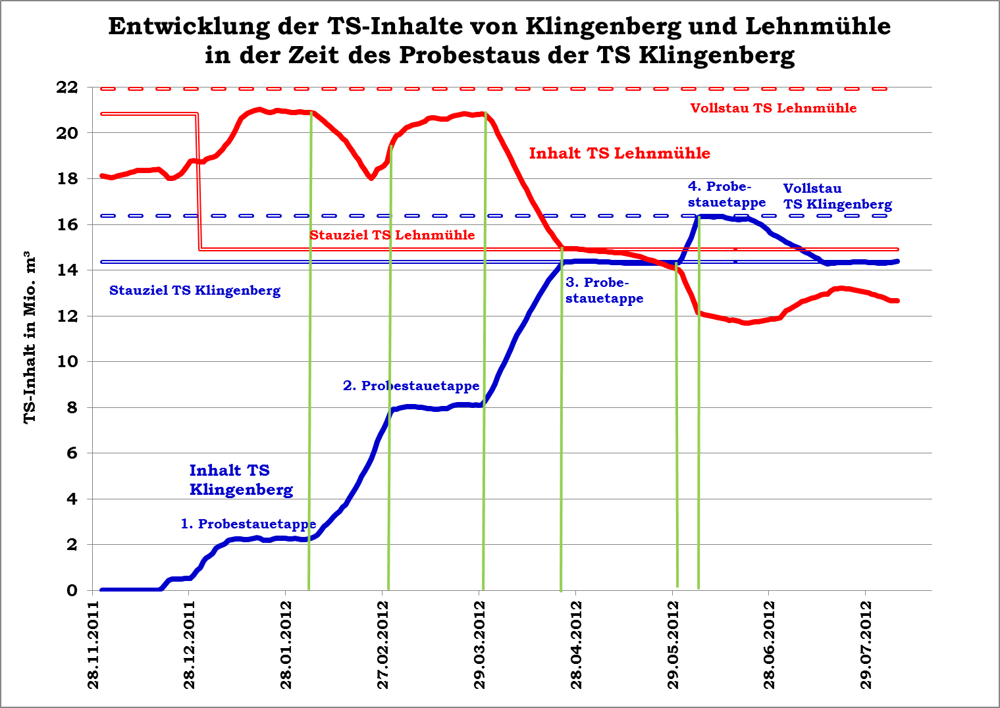 Entwicklung der TS-Inhalte von Klingenberg und Lehnmühle
in der Zeit des Probestaus der TS Klingenberg
TS-Inhalt in Mio. m³
22
20
18
16
14
12
10
8
6
4
2
0
Vollstau TS Lehnmühle
Inhalt TS Lehnmühle
4. Probe-
stauetappe
Vollstau
TS Klingenberg
Stauziel TS Lehnmühle
Stauziel TS Klingenberg
3. Probe-
stauetappe
2. Probestauetappe
Inhalt TS
Klingenberg
1. Probestauetappe
28.11.2011
28.12.2011
28.01.2012
27.02.2012
29.03.2012
28.04.2012
29.05.2012
28.06.2012
29.07.2012